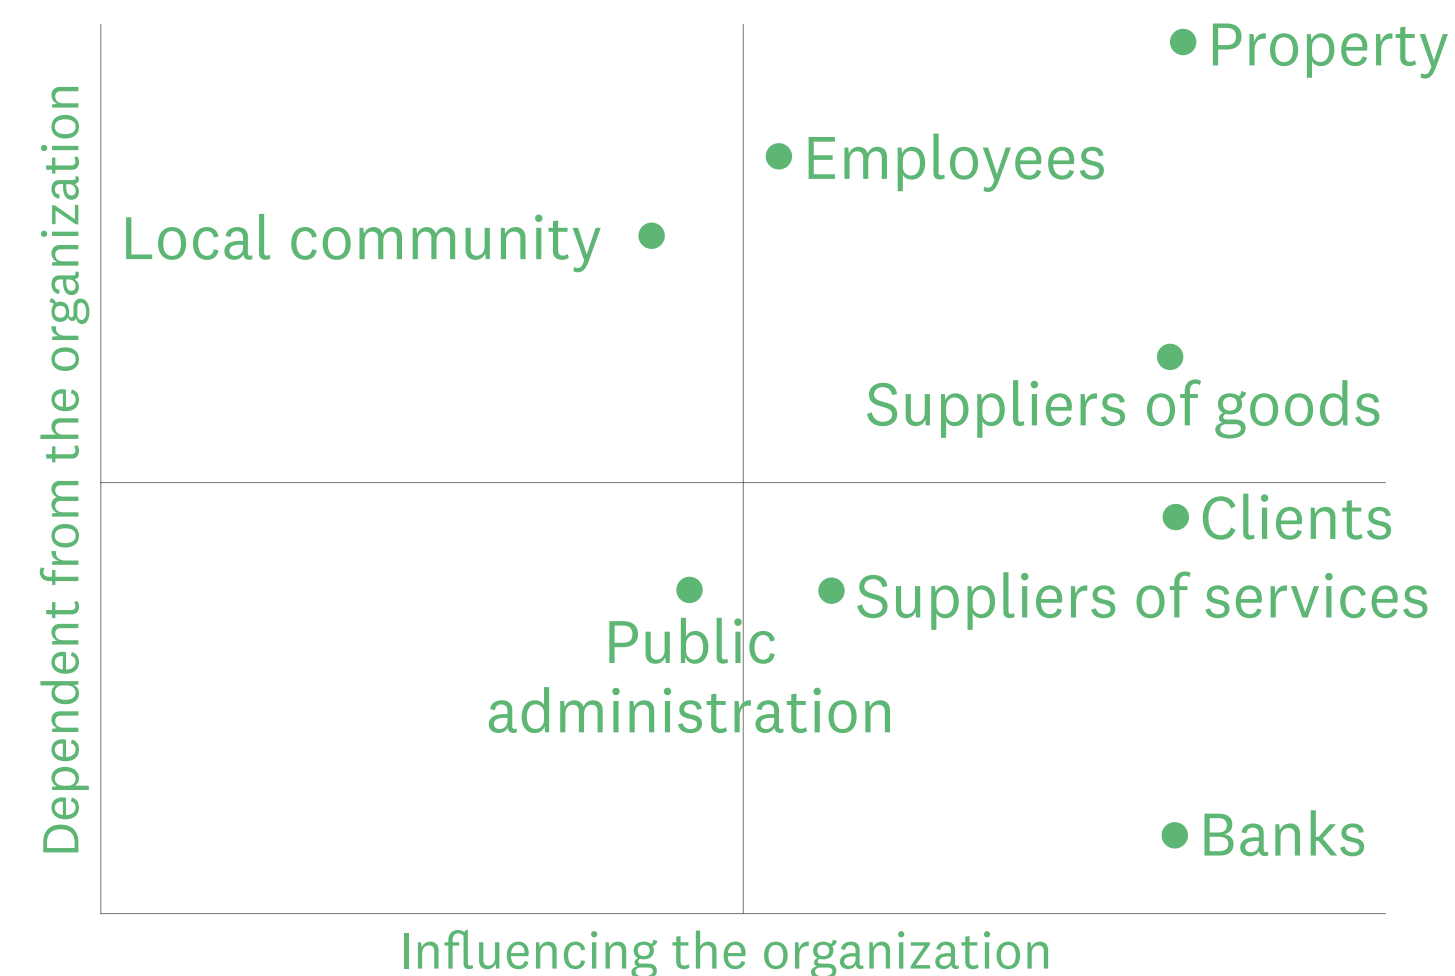 Property
Employees
Local community
Suppliers of goods
Clients
Suppliers of services
Public
administration
Banks
Dependent from the organization
Influencing the organization